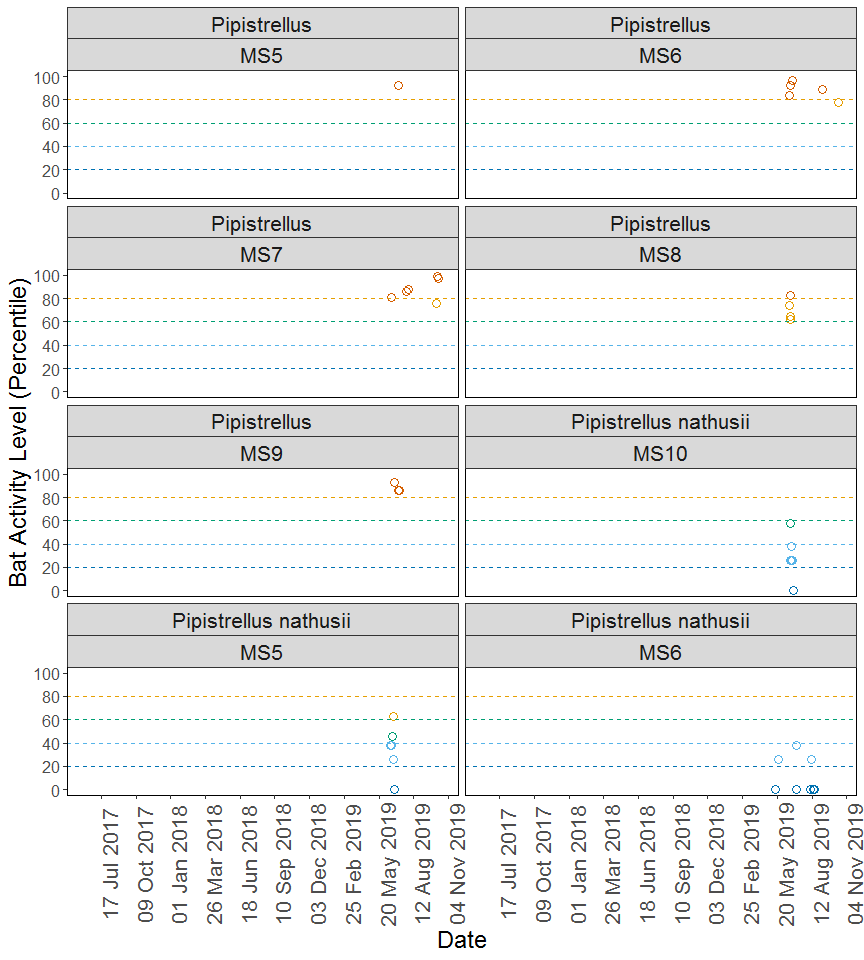 Pipistrellus Pipistrellus
MS5 MS6
100
80
60
40
20
0
Pipistrellus Pipistrellus
MS7 MS8
100
80
60
40
20
0
Bat Activity Level (Percentile)
Pipistrellus Pipistrellus nathusii
MS9 MS10
100
80
60
40
20
0
Pipistrellus nathusii Pipistrellus nathusii
MS5 MS6
100
80
60
40
20
0
17 Jul 2017 09 Oct 2017 01 Jan 2018 26 Mar 2018 18 Jun 2018 10 Sep 2018 03 Dec 2018 25 Feb 2019 20 May 2019 12 Aug 2019 04 Nov 2019 17 Jul 2017 09 Oct 2017 01 Jan 2018 26 Mar 2018 18 Jun 2018 10 Sep 2018 03 Dec 2018 25 Feb 2019 20 May 2019 12 Aug 2019 04 Nov 2019
Date